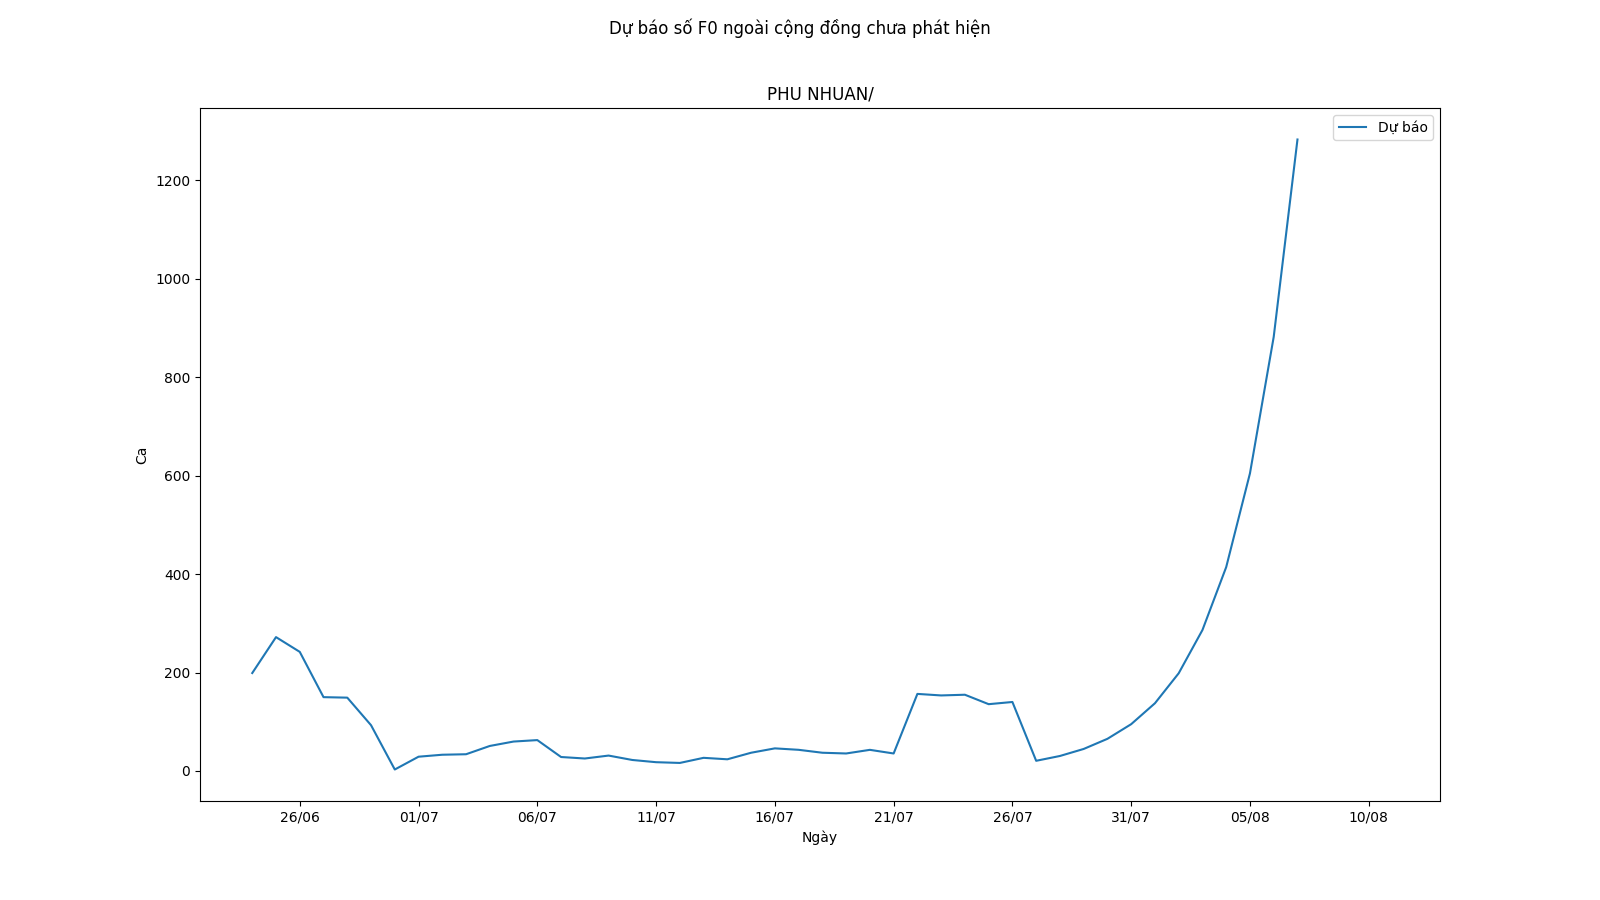 Dự báo số F0 ngoài cộng đồng chưa phát hiện
PHU NHUAN/
Dự báo
1200
1000
800
600
400
200
0
Ca
26/06 01/07 06/07 11/07 16/07 21/07 26/07 31/07 05/08 10/08
Ngày